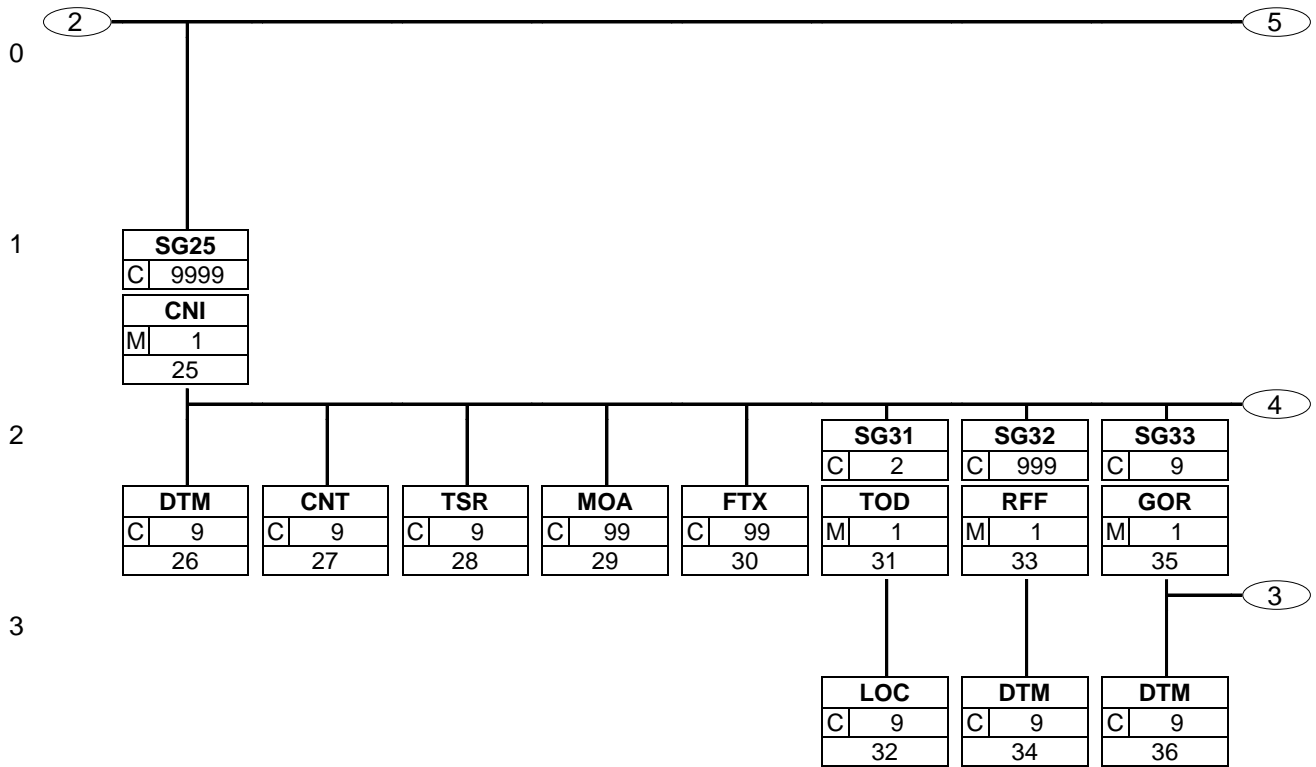 2 5
0
1
SG25
C 9999
CNI
M 1
25
4
2
SG31 SG32 SG33
C 2 C 999 C 9
DTM CNT TSR MOA FTX TOD RFF GOR
C 9 C 9 C 9 C 99 C 99 M 1 M 1 M 1
26 27 28 29 30 31 33 35
3
3
LOC DTM DTM
C 9 C 9 C 9
32 34 36